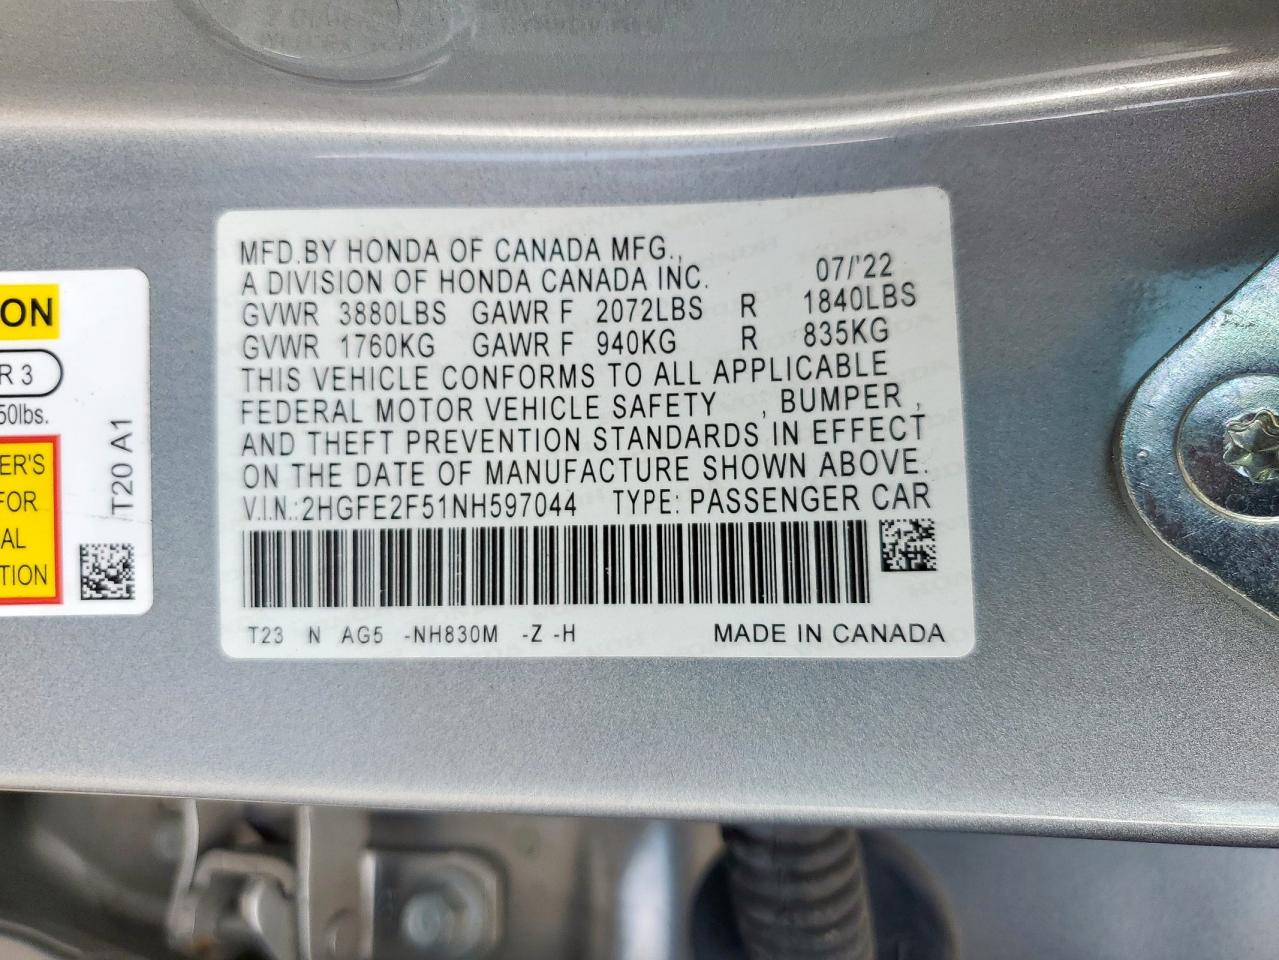 ON
R 3
50lbs.
ER'S
FOR
AL
TION
T20 A1
MFD.BY HONDA OF CANADA MFG.,
A DIVISION OF HONDA CANADA INC. 07/'22
GVWR 3880LBS GAWR F 2072LBS R 1840LBS
GVWR 1760KG GAWR F 940KG R 835KG
THIS VEHICLE CONFORMS TO ALL APPLICABLE
FEDERAL MOTOR VEHICLE SAFETY , BUMPER ,
AND THEFT PREVENTION STANDARDS IN EFFECT
ON THE DATE OF MANUFACTURE SHOWN ABOVE.
V.I.N.:2HGFE2F51NH597044 TYPE: PASSENGER CAR
T23 N AG5 -NH830M -Z -H MADE IN CANADA